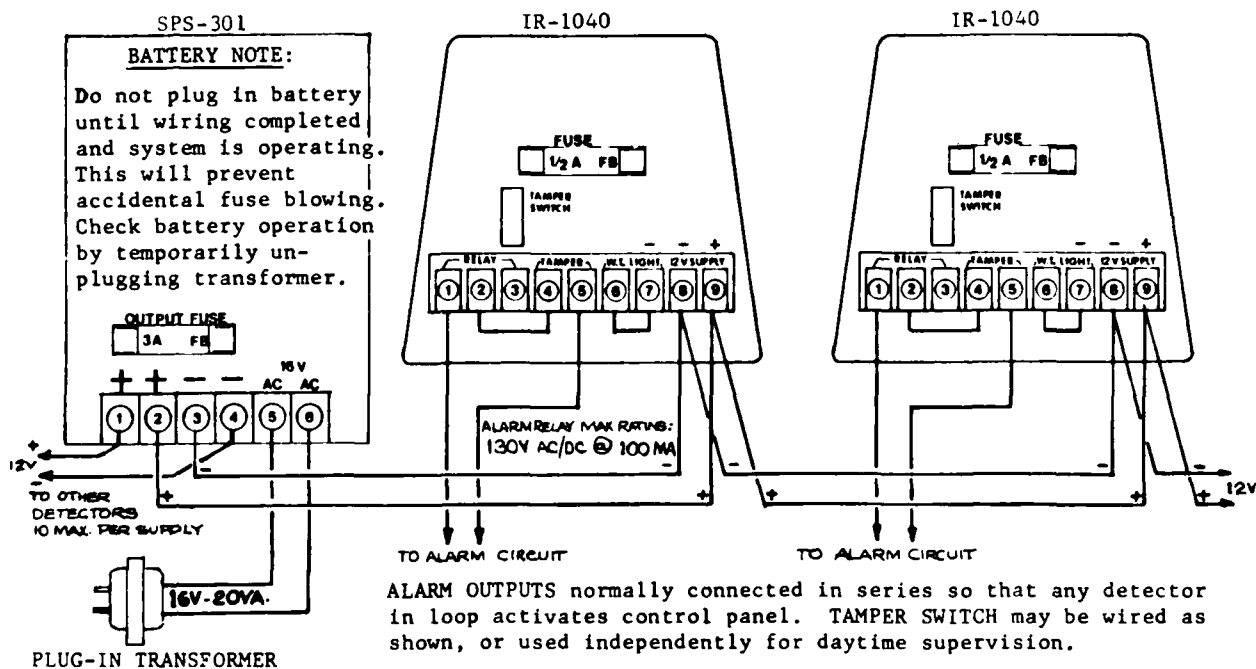 SPS-301
BATTERY NOTE:
Do not plug in battery
until wiring completed
and system is operating.
This will prevent
accidental fuse blowing.
Check battery operation
by temporarily un-
plugging transformer.
OUTPUT FUSE
3A FB
+ + - - 16V
AC AC
1 2 3 4 5 6
+
12V
-
TO OTHER
DETECTORS
10 MAX. PER SUPPLY
16V-20VA.
PLUG-IN TRANSFORMER
IR-1040
FUSE
1/2 A FB
TAMPER
SWITCH
- - +
RELAY TAMPER W.T. LIGHT 12V SUPPLY
1 2 3 4 5 6 7 8 9
ALARM RELAY MAX RATING:
130V AC/DC @ 100 MA
- -
+ +
TO ALARM CIRCUIT
IR-1040
FUSE
1/2 A FB
TAMPER
SWITCH
- - +
RELAY TAMPER W.T. LIGHT 12V SUPPLY
1 2 3 4 5 6 7 8 9
- -
12V
+ + +
TO ALARM CIRCUIT
ALARM OUTPUTS normally connected in series so that any detector
in loop activates control panel. TAMPER SWITCH may be wired as
shown, or used independently for daytime supervision.